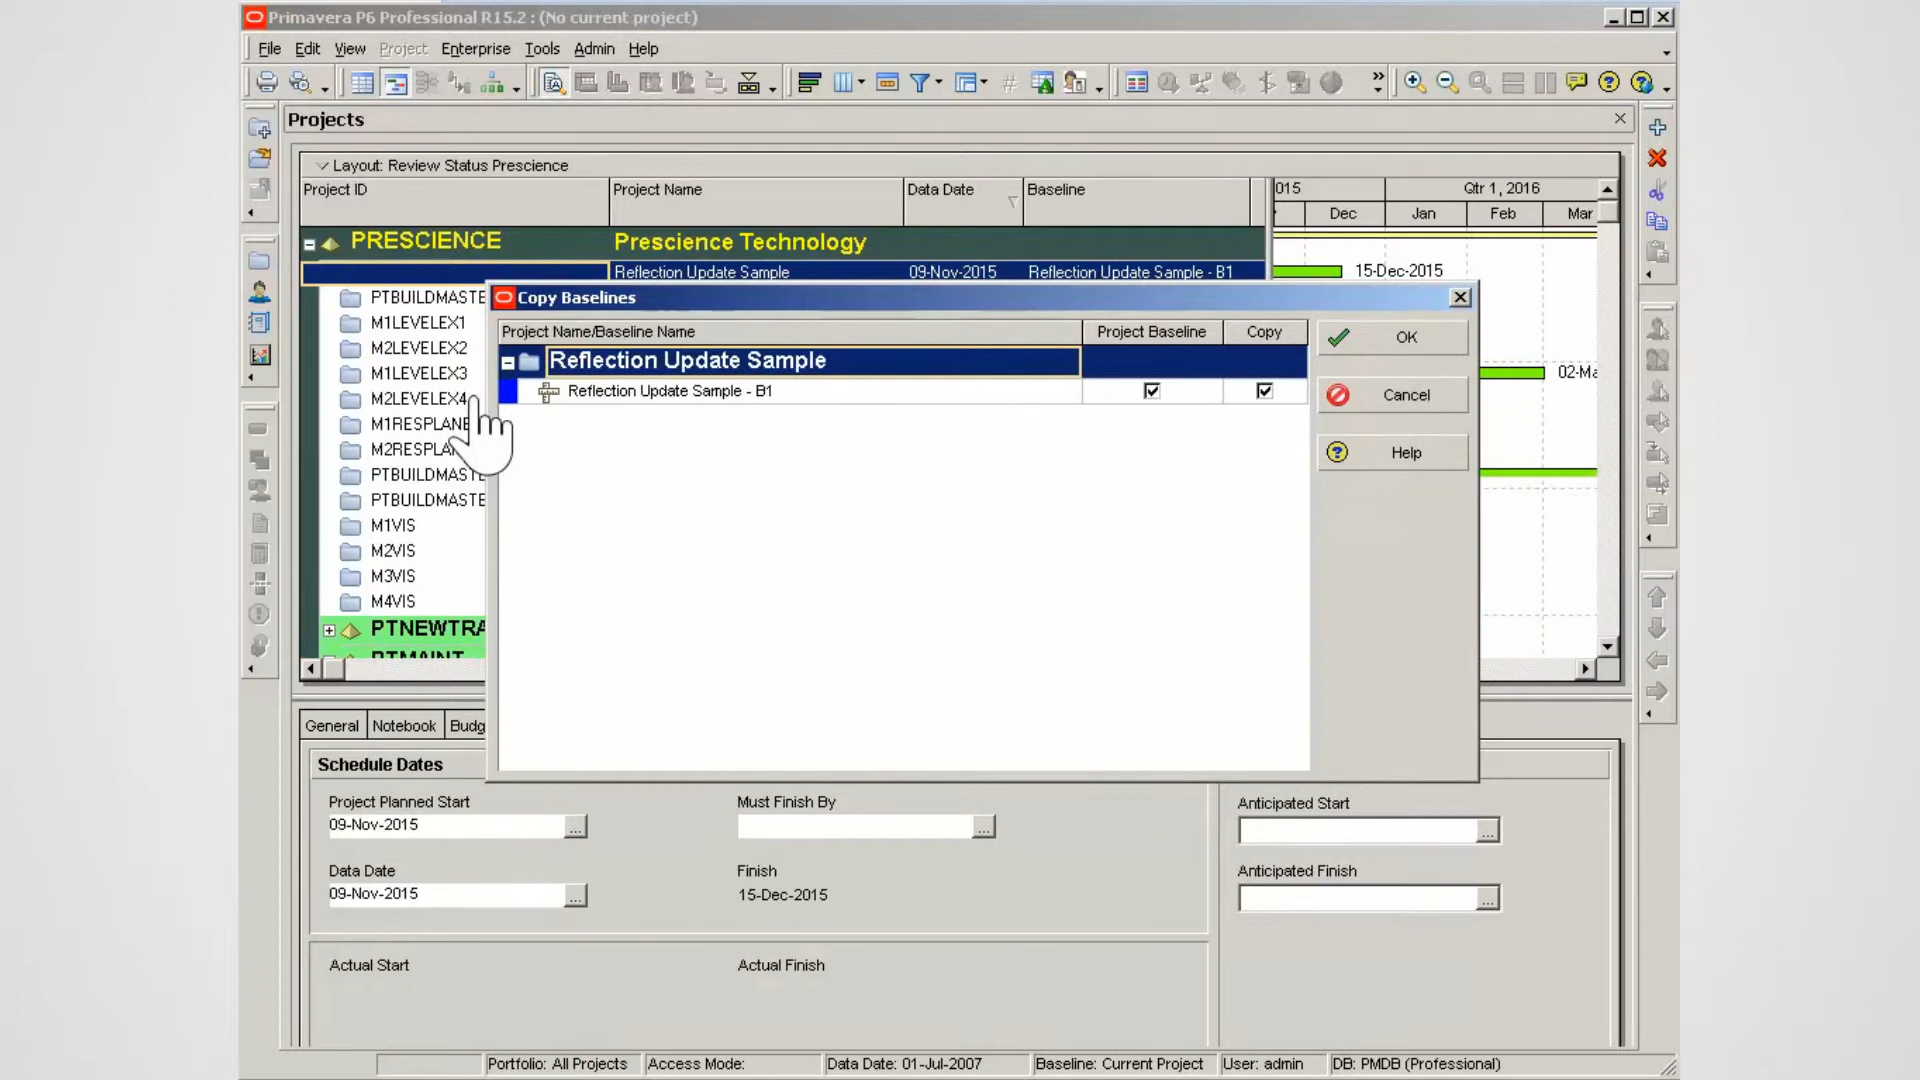 Primavera P6 Professional R15.2 : (No current project)
File Edit View Project Enterprise Tools Admin Help
Projects
Layout: Review Status Prescience
Project ID Project Name Data Date Baseline
015 Qtr 1, 2016
Dec Jan Feb Mar
PRESCIENCE Prescience Technology
Reflection Update Sample 09-Nov-2015 Reflection Update Sample - B1 15-Dec-2015
PTBUILDMASTE
M1LEVELEX1
M2LEVELEX2
M1LEVELEX3
M2LEVELEX4
M1RESPLANE
M2RESPLA
PTBUILDMASTE
PTBUILDMASTE
M1VIS
M2VIS
M3VIS
M4VIS
PTNEWTRA
PTMAINT
02-Ma
Copy Baselines
Project Name/Baseline Name Project Baseline Copy
Reflection Update Sample
Reflection Update Sample - B1
OK
Cancel
Help
General Notebook Budg
Schedule Dates
Project Planned Start Must Finish By Anticipated Start
09-Nov-2015
Data Date Finish Anticipated Finish
09-Nov-2015 15-Dec-2015
Actual Start Actual Finish
Portfolio: All Projects Access Mode: Data Date: 01-Jul-2007 Baseline: Current Project User: admin DB: PMDB (Professional)